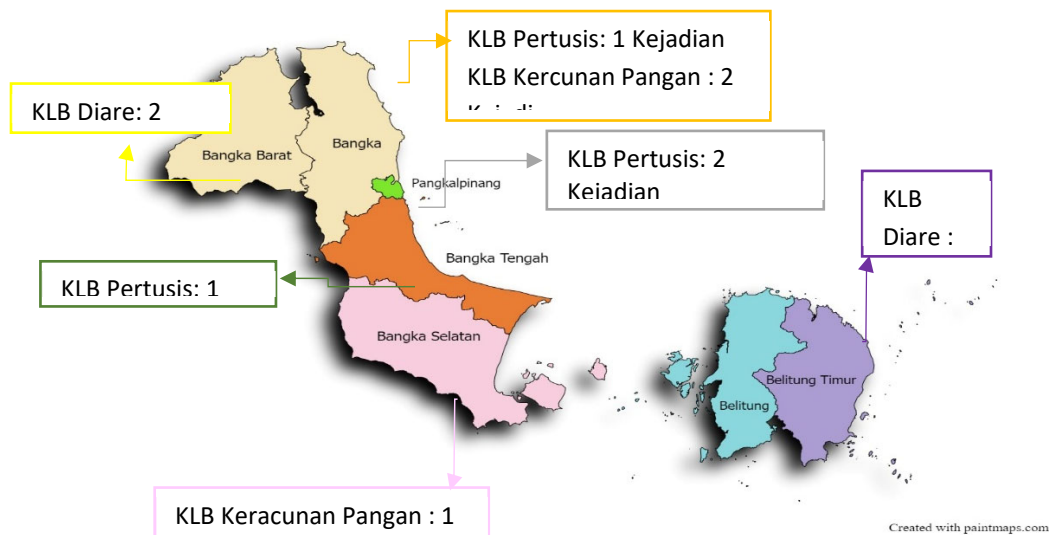 KLB Pertusis: 1 Kejadian
KLB Kercunan Pangan : 2
KLB Diare: 2
Bangka Barat
Bangka
KLB Pertusis: 2
Kejadian
Pangkalpinang
KLB
Diare :
Bangka Tengah
KLB Pertusis: 1
Bangka Selatan
Belitung Timur
Belitung
KLB Keracunan Pangan : 1
Created with paintmaps.com